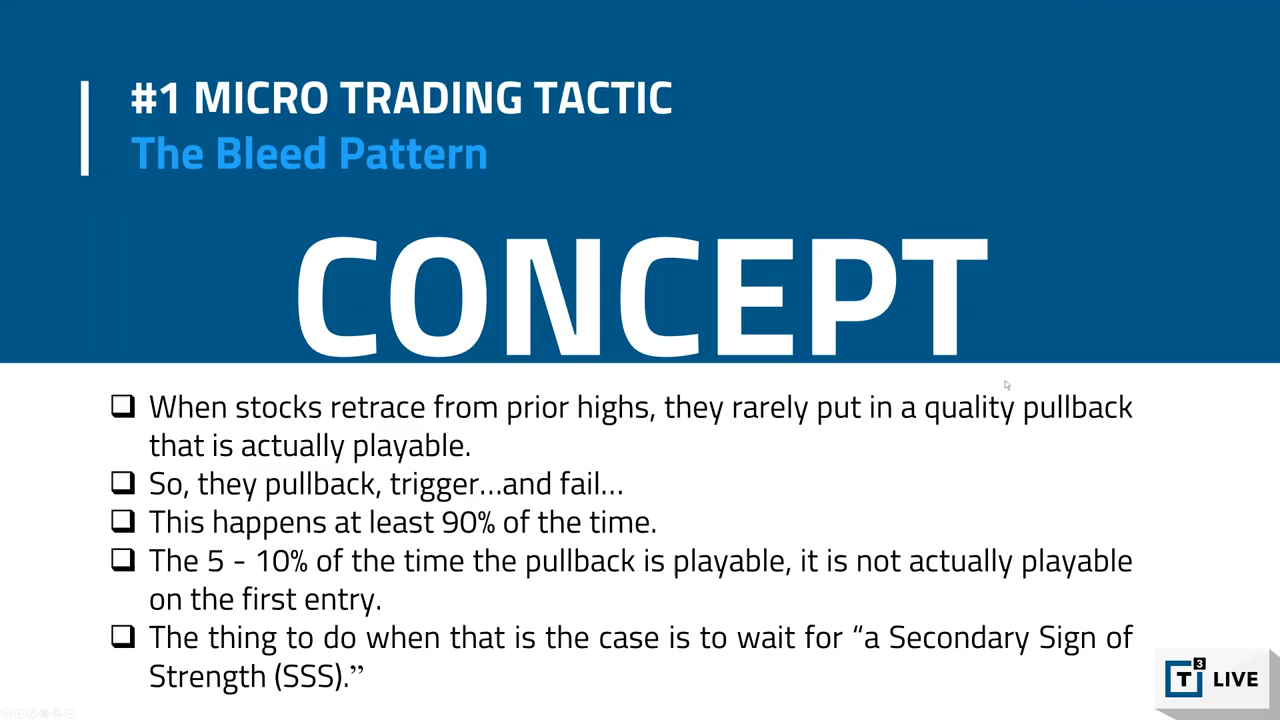 #1 MICRO TRADING TACTIC
The Bleed Pattern
CONCEPT
When stocks retrace from prior highs, they rarely put in a quality pullback
that is actually playable.
So, they pullback, trigger...and fail...
This happens at least 90% of the time.
The 5 - 10% of the time the pullback is playable, it is not actually playable
on the first entry.
The thing to do when that is the case is to wait for “a Secondary Sign of
Strength (SSS).”
T3 LIVE